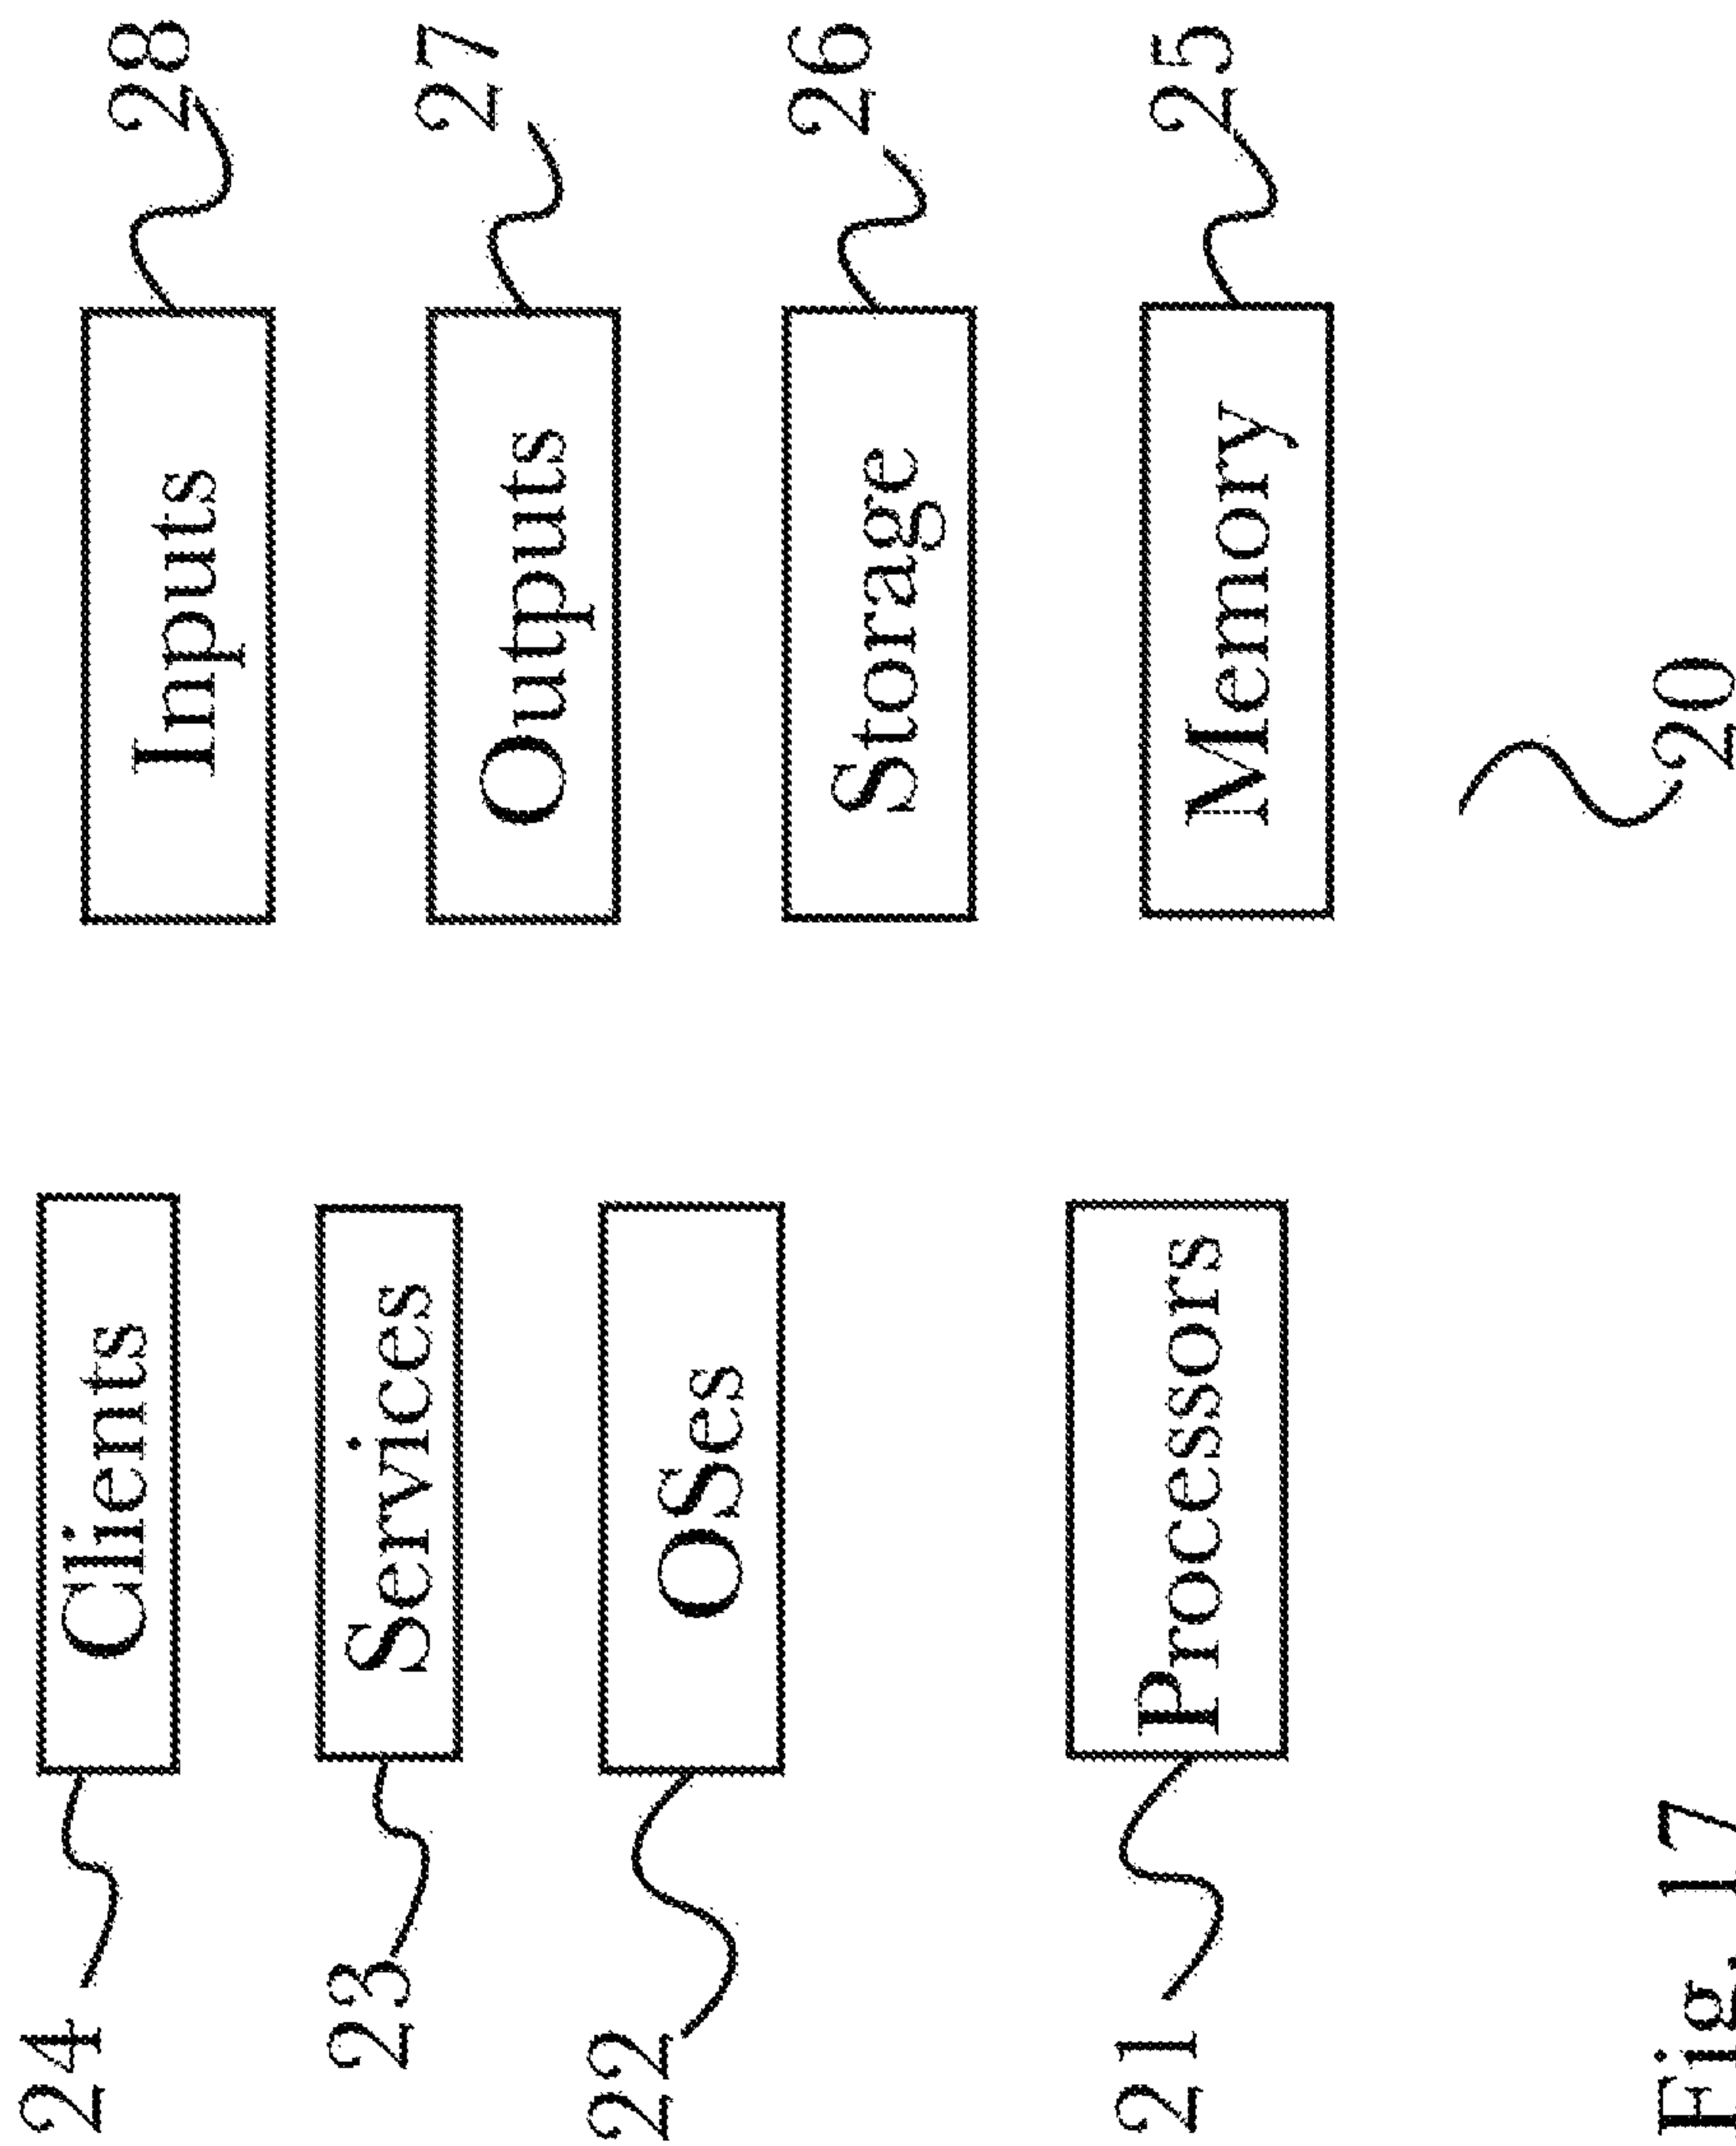 24 Clients Inputs 28
23 Services Outputs 27
22 OSes Storage 26
21 Processors Memory 25
Fig. 17 20